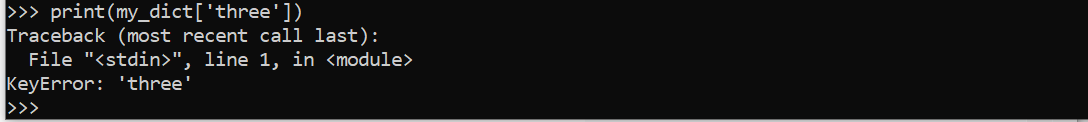 >>> print(my_dict['three'])
Traceback (most recent call last):
  File "<stdin>", line 1, in <module>
KeyError: 'three'
>>>